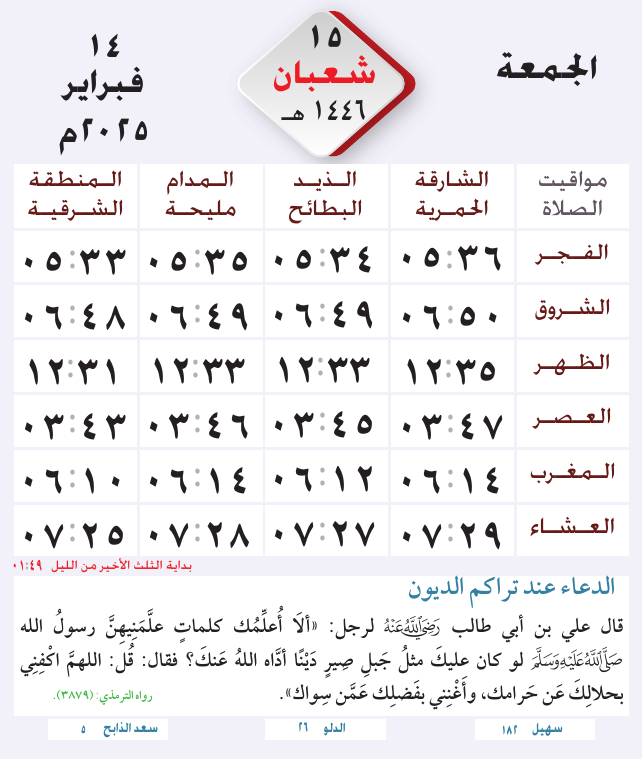 الجمعة
١٥
شعبان
١٤٤٦ هـ
١٤
فبراير
٢٠٢٥م
مواقيت الصلاة | الشارقة الحمرية | الذيد البطائح | المدام مليحة | المنطقة الشرقية
الفجر ٠٥:٣٦ ٠٥:٣٤ ٠٥:٣٥ ٠٥:٣٣
الشروق ٠٦:٥٠ ٠٦:٤٩ ٠٦:٤٩ ٠٦:٤٨
الظهر ١٢:٣٥ ١٢:٣٣ ١٢:٣٣ ١٢:٣١
العصر ٠٣:٤٧ ٠٣:٤٥ ٠٣:٤٦ ٠٣:٤٣
المغرب ٠٦:١٤ ٠٦:١٢ ٠٦:١٤ ٠٦:١٠
العشاء ٠٧:٢٩ ٠٧:٢٧ ٠٧:٢٨ ٠٧:٢٥
بداية الثلث الأخير من الليل ٠١:٤٩
الدعاء عند تراكم الديون
قال علي بن أبي طالب رَضِيَ اللَّهُ عَنْهُ لرجل: «ألَا أُعلِّمُك كلماتٍ علَّمَنِيهِنَّ رسولُ الله
صَلَّى اللَّهُ عَلَيْهِ وَسَلَّمَ لو كان عليكَ مثلُ جَبلِ صِيرٍ دَيْنًا أدَّاه اللهُ عَنكَ؟ فقال: قُل: اللهمَّ اكْفِنِي
بحلالِكَ عَن حَرامك، وأَغْنِني بفَضلِك عَمَّن سِواك».
رواه الترمذي: (٣٨٧٩).
سهيل ١٨٢
الدلو ٢٦
سعد الذابح ٥